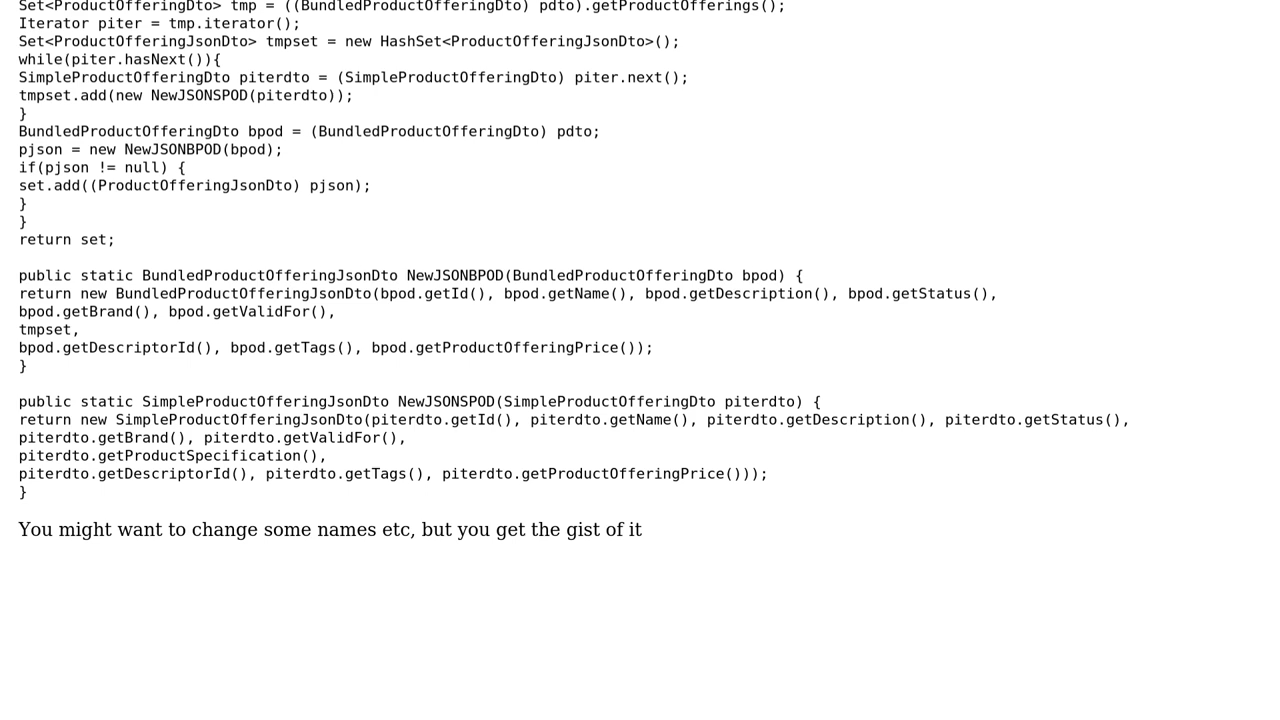 Set<ProductOfferingDto> tmp = ((BundledProductOfferingDto) pdto).getProductOfferings();
Iterator piter = tmp.iterator();
Set<ProductOfferingJsonDto> tmpset = new HashSet<ProductOfferingJsonDto>();
while(piter.hasNext()){
SimpleProductOfferingDto piterdto = (SimpleProductOfferingDto) piter.next();
tmpset.add(new NewJSONSPOD(piterdto));
}
BundledProductOfferingDto bpod = (BundledProductOfferingDto) pdto;
pjson = new NewJSONBPOD(bpod);
if(pjson != null) {
set.add((ProductOfferingJsonDto) pjson);
}
}
return set;

public static BundledProductOfferingJsonDto NewJSONBPOD(BundledProductOfferingDto bpod) {
return new BundledProductOfferingJsonDto(bpod.getId(), bpod.getName(), bpod.getDescription(), bpod.getStatus(),
bpod.getBrand(), bpod.getValidFor(),
tmpset,
bpod.getDescriptorId(), bpod.getTags(), bpod.getProductOfferingPrice());
}

public static SimpleProductOfferingJsonDto NewJSONSPOD(SimpleProductOfferingDto piterdto) {
return new SimpleProductOfferingJsonDto(piterdto.getId(), piterdto.getName(), piterdto.getDescription(), piterdto.getStatus(),
piterdto.getBrand(), piterdto.getValidFor(),
piterdto.getProductSpecification(),
piterdto.getDescriptorId(), piterdto.getTags(), piterdto.getProductOfferingPrice()));
}

You might want to change some names etc, but you get the gist of it